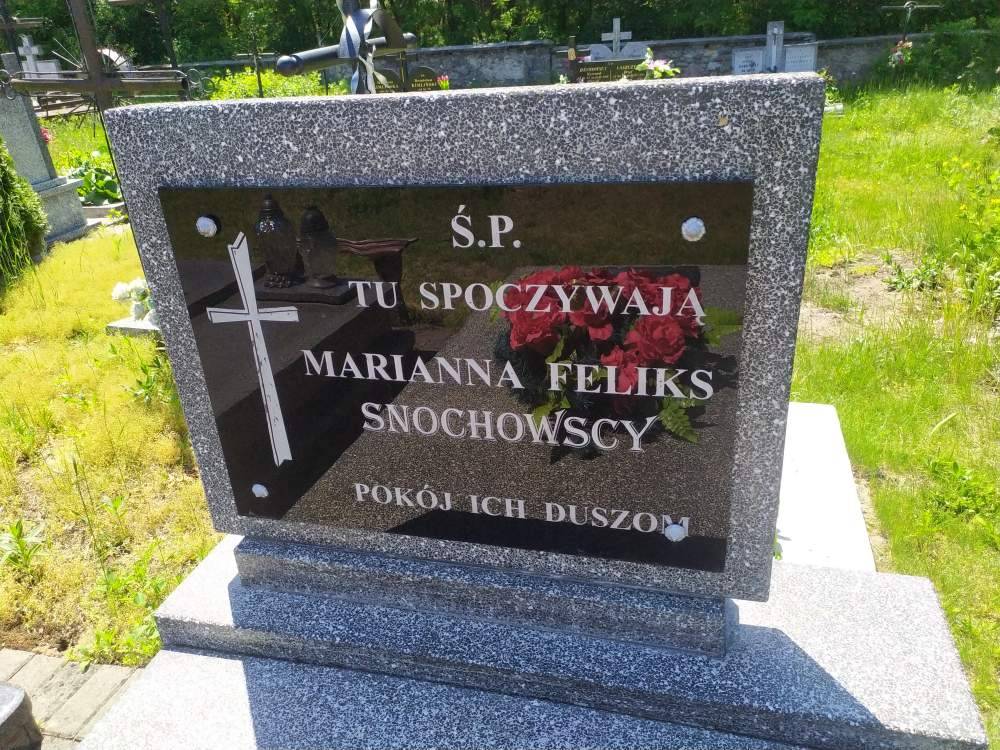 Ś.P.
TU SPOCZYWAJĄ
MARIANNA FELIKS
SNOCHOWSCY
POKÓJ ICH DUSZOM